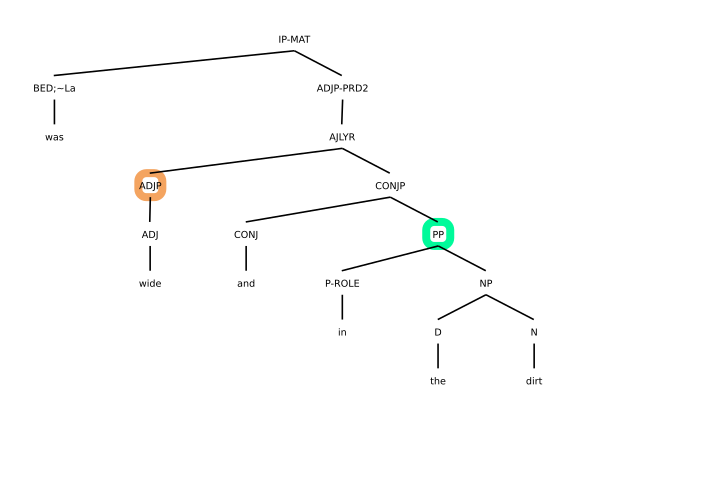 IP-MAT
BED;~La ADJP-PRD2
was AJLYR
ADJP CONJP
ADJ CONJ PP
wide and P-ROLE NP
in D N
the dirt